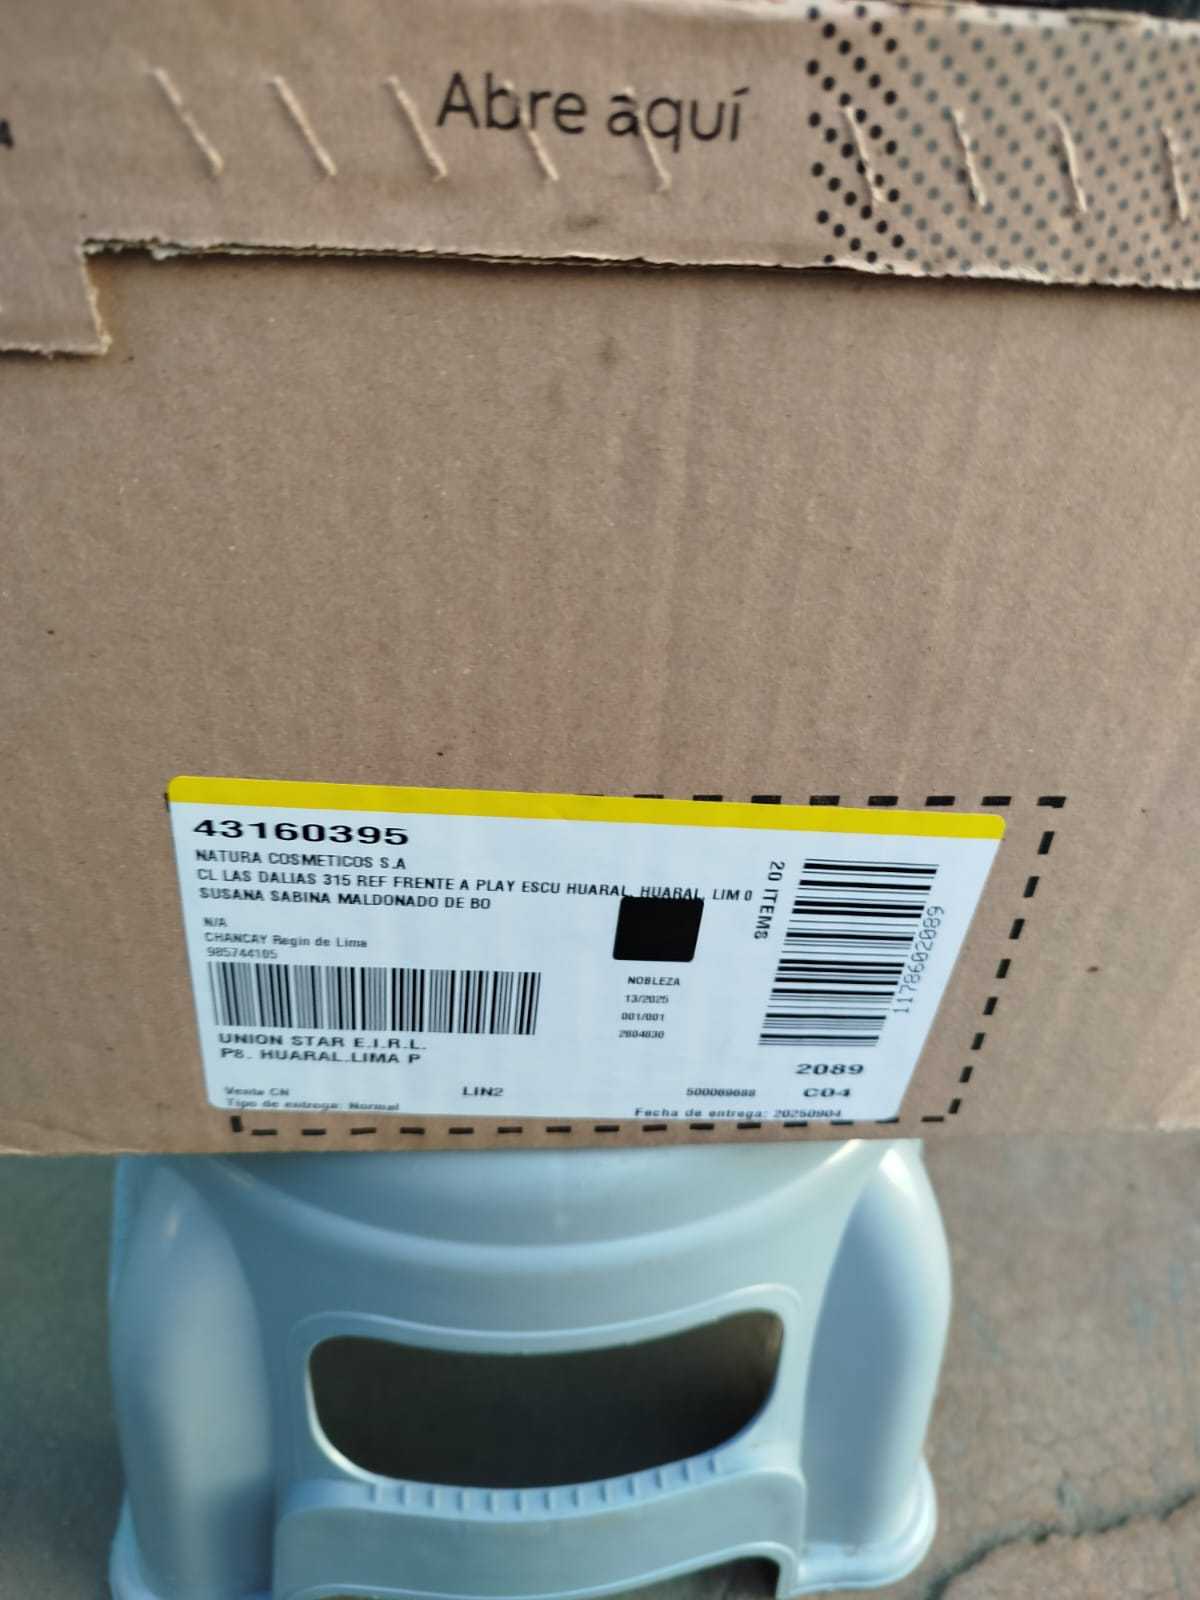 Abre aquí
43160395
NATURA COSMETICOS S.A
CL LAS DALIAS 315 REF FRENTE A PLAY ESCU HUARAL, HUARAL, LIM 0
SUSANA SABINA MALDONADO DE BO
N/A
CHANCAY Regin de Lima
985744105
UNION STAR E.I.R.L.
P8. HUARAL.LIMA P
Venta CN
Tipo de entrega: Normal
LIN2
NOBLEZA
13/2025
001/001
2604830
20 ITEMS
1178602089
2089
500069688
C04
Fecha de entrega: 20250904